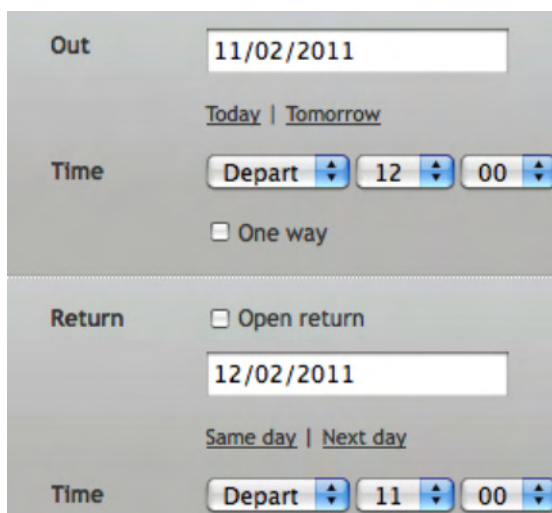 Out 11/02/2011
Today | Tomorrow
Time Depart 12 00
One way
Return Open return
12/02/2011
Same day | Next day
Time Depart 11 00